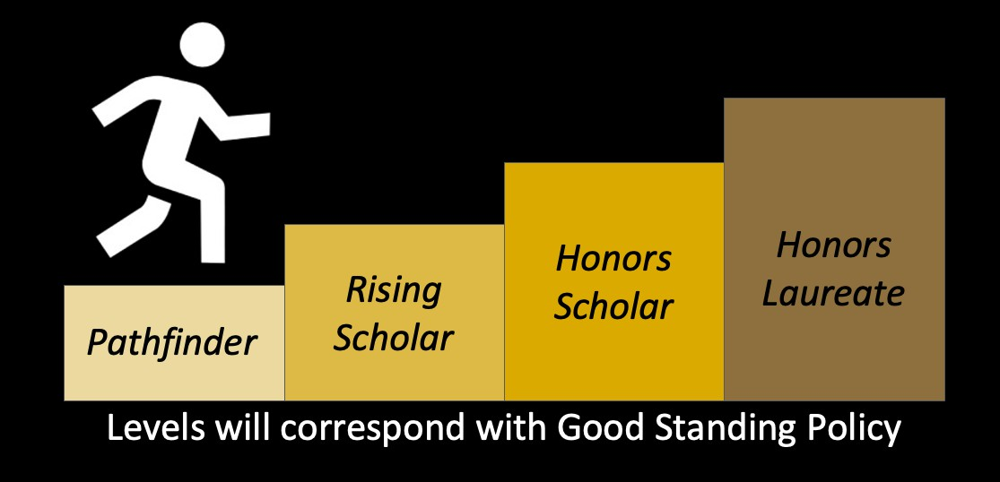 Pathfinder
Rising
Scholar
Honors
Scholar
Honors
Laureate
Levels will correspond with Good Standing Policy